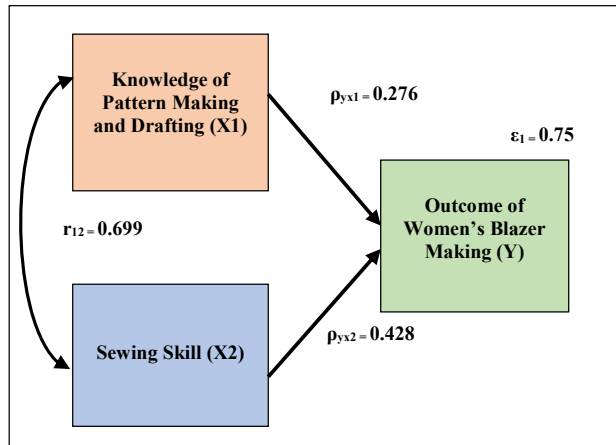 Knowledge of
Pattern Making
and Drafting (X1)
ρyx1 = 0.276
ε1 = 0.75
Outcome of
Women’s Blazer
Making (Y)
r12 = 0.699
Sewing Skill (X2)
ρyx2 = 0.428